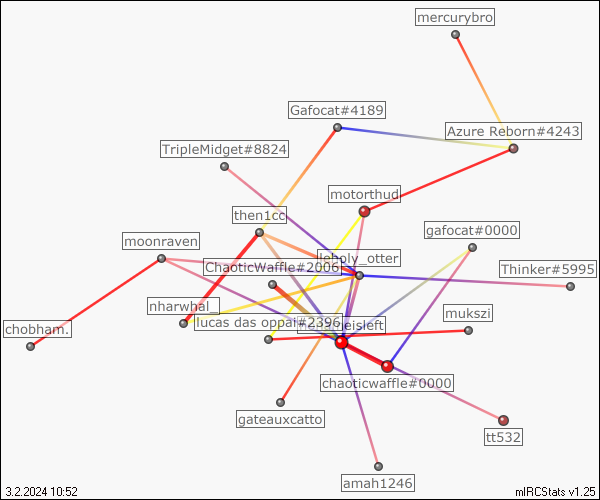 mercurybro
Gafocat#4189
Azure Reborn#4243
TripleMidget#8824
motorthud
then1cc
gafocat#0000
moonraven
leholy_otter
ChaoticWaffle#2006
Thinker#5995
nharwhal_
mukszi
lucas das oppai#2396
eisleft
chobham.
chaoticwaffle#0000
gateauxcatto
tt532
amah1246
3.2.2024 10:52
mIRCStats v1.25